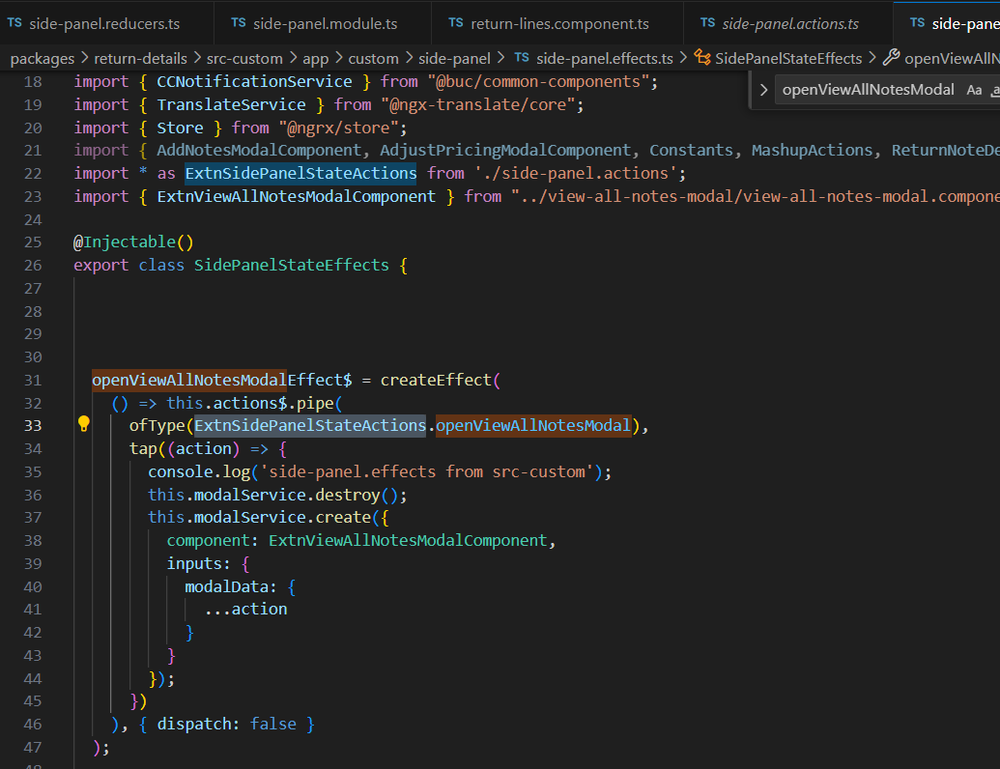 TS side-panel.reducers.ts TS side-panel.module.ts TS return-lines.component.ts TS side-panel.actions.ts TS side-pane
packages > return-details > src-custom > app > custom > side-panel > TS side-panel.effects.ts > SidePanelStateEffects > openViewAllN
> openViewAllNotesModal Aa
18 import { CCNotificationService } from "@buc/common-components";
19 import { TranslateService } from "@ngx-translate/core";
20 import { Store } from "@ngrx/store";
21 import { AddNotesModalComponent, AdjustPricingModalComponent, Constants, MashupActions, ReturnNoteDe
22 import * as ExtnSidePanelStateActions from './side-panel.actions';
23 import { ExtnViewAllNotesModalComponent } from "../view-all-notes-modal/view-all-notes-modal.compone
24
25 @Injectable()
26 export class SidePanelStateEffects {
27
28
29
30
31 openViewAllNotesModalEffect$ = createEffect(
32 () => this.actions$.pipe(
33 ofType(ExtnSidePanelStateActions.openViewAllNotesModal),
34 tap((action) => {
35 console.log('side-panel.effects from src-custom');
36 this.modalService.destroy();
37 this.modalService.create({
38 component: ExtnViewAllNotesModalComponent,
39 inputs: {
40 modalData: {
41 ...action
42 }
43 }
44 });
45 })
46 ), { dispatch: false }
47 );